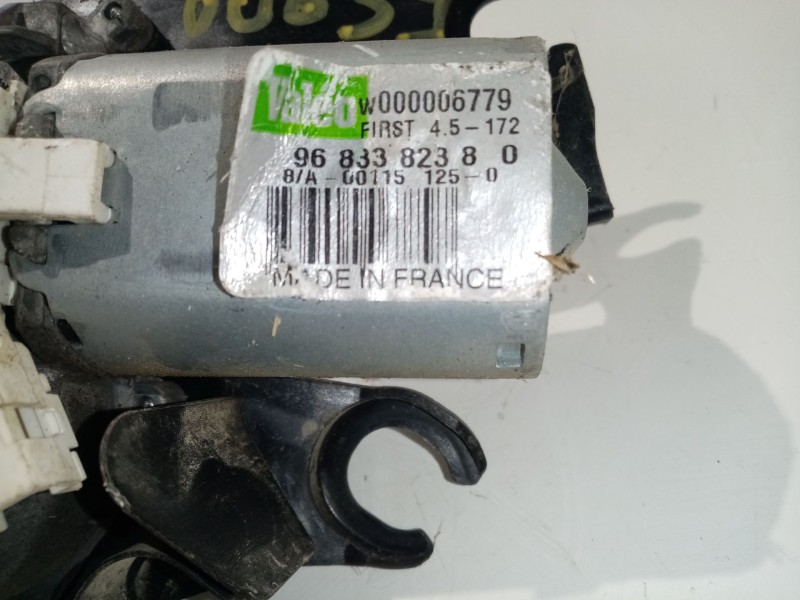 Valeo
W000006779
FIRST 4.5-172
96 833 823 8 0
8/A-00115 125-0
MADE IN FRANCE